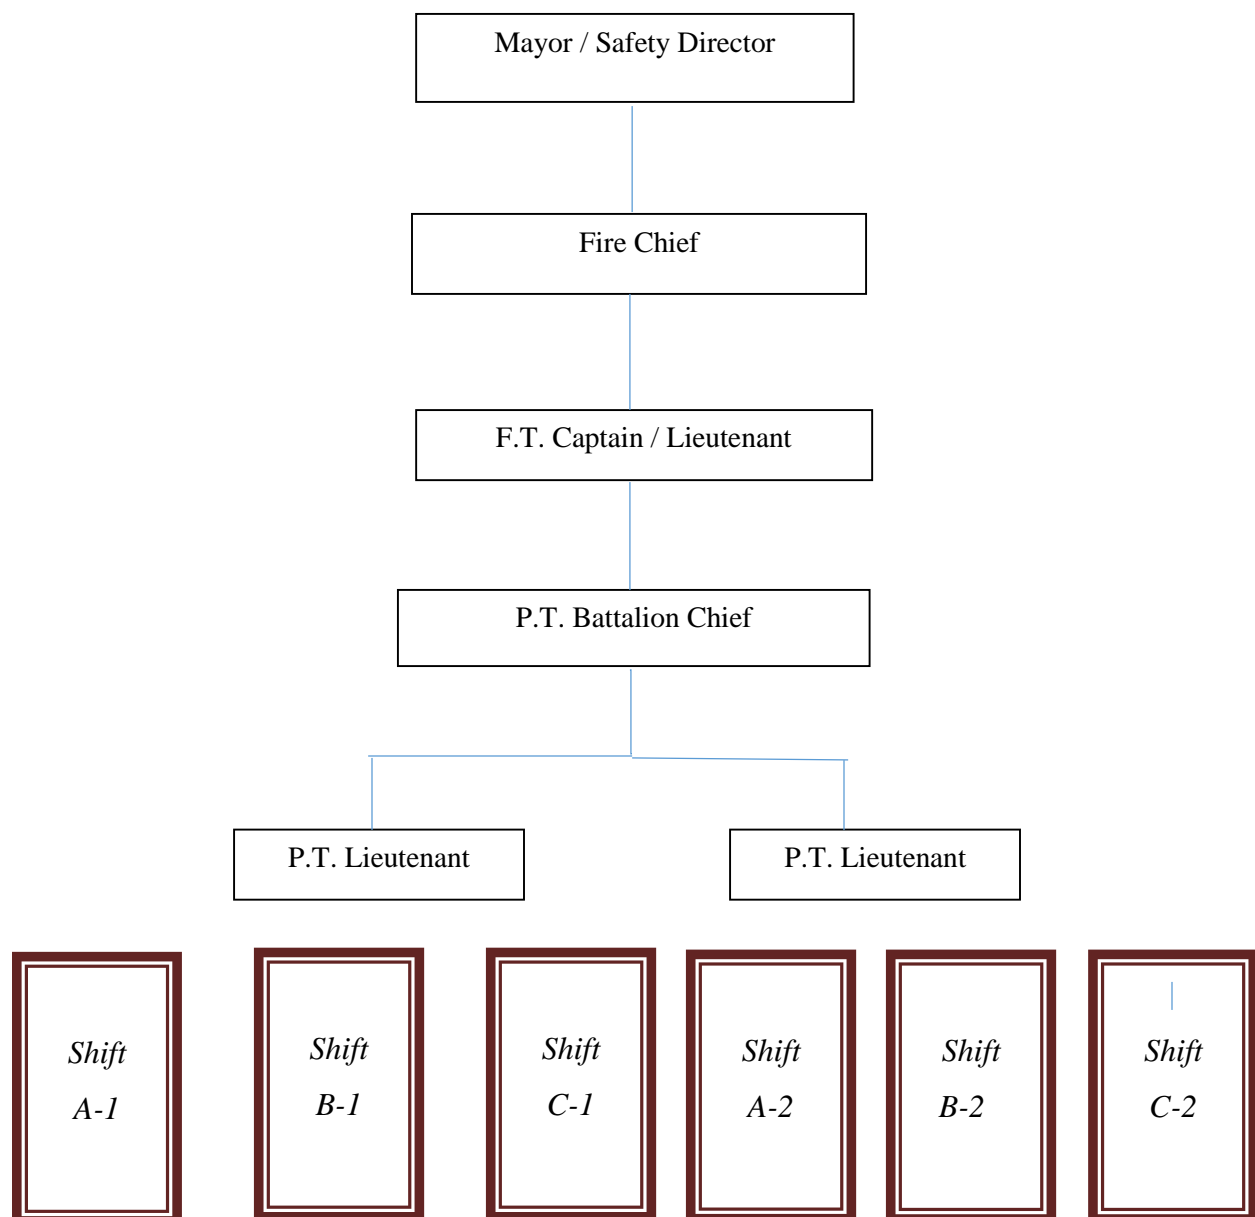 Mayor / Safety Director
Fire Chief
F.T. Captain / Lieutenant
P.T. Battalion Chief
P.T. Lieutenant
P.T. Lieutenant
Shift
A-1
Shift
B-1
Shift
C-1
Shift
A-2
Shift
B-2
Shift
C-2